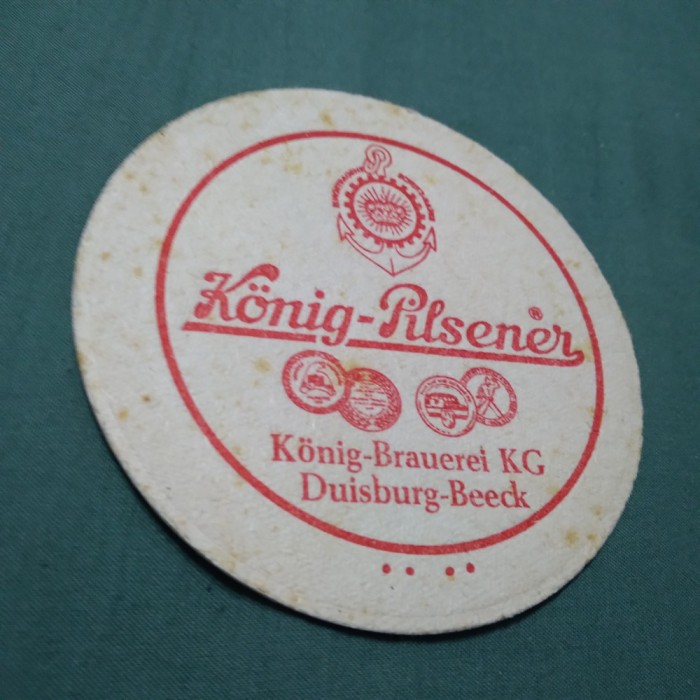 König-Pilsener®
König-Brauerei KG
Duisburg-Beeck